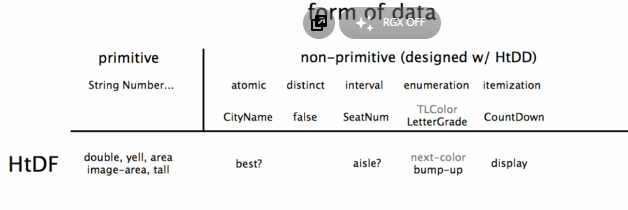 form of data
RGX OFF
primitive
non-primitive (designed w/ HtDD)
String Number...
atomic distinct interval enumeration itemization
TLColor
CityName false SeatNum LetterGrade CountDown
HtDF
double, yell, area
image-area, tall
best? aisle? next-color display
bump-up